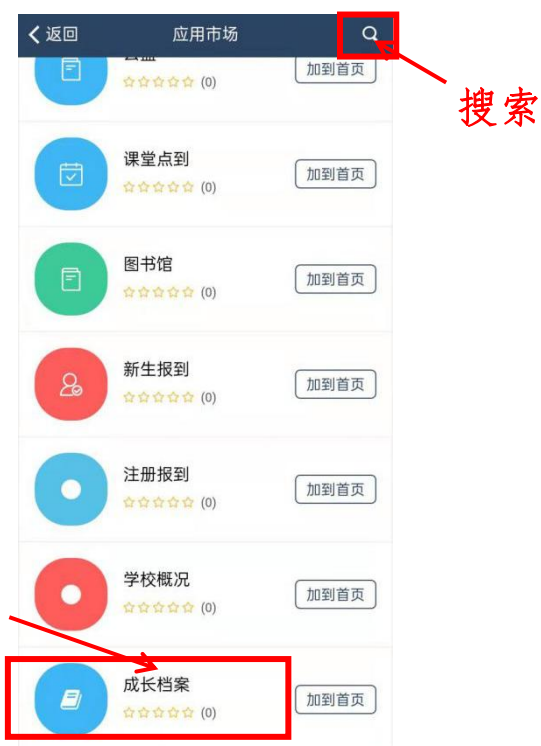 返回
应用市场
搜索
(0)
加到首页
课堂点到
(0)
加到首页
图书馆
(0)
加到首页
新生报到
(0)
加到首页
注册报到
(0)
加到首页
学校概况
(0)
加到首页
成长档案
(0)
加到首页